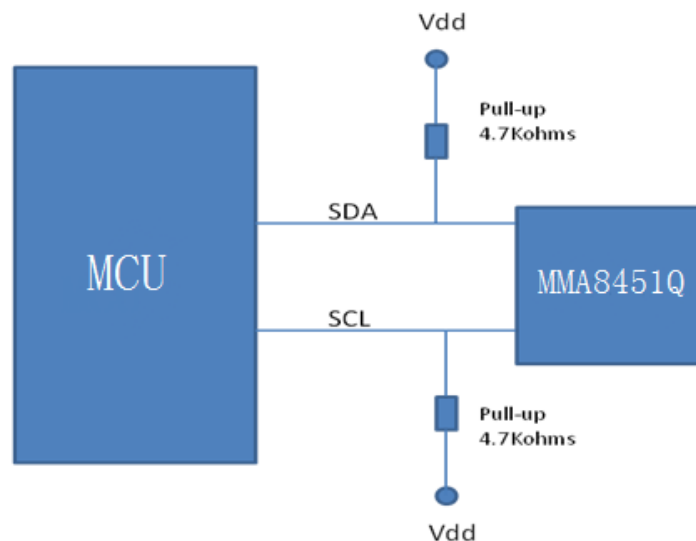 Vdd
Pull-up
4.7Kohms
SDA
MCU
MMA8451Q
SCL
Pull-up
4.7Kohms
Vdd